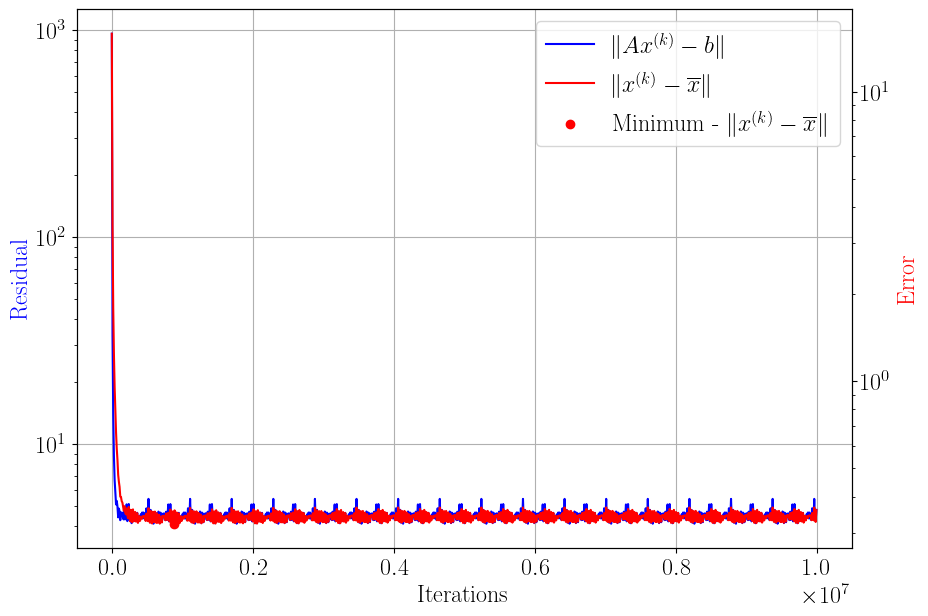 ‖Ax^(k) − b‖
‖x^(k) − x̅‖
Minimum - ‖x^(k) − x̅‖
10^3
10^2
10^1
Residual
10^1
10^0
Error
0.0 0.2 0.4 0.6 0.8 1.0
×10^7
Iterations